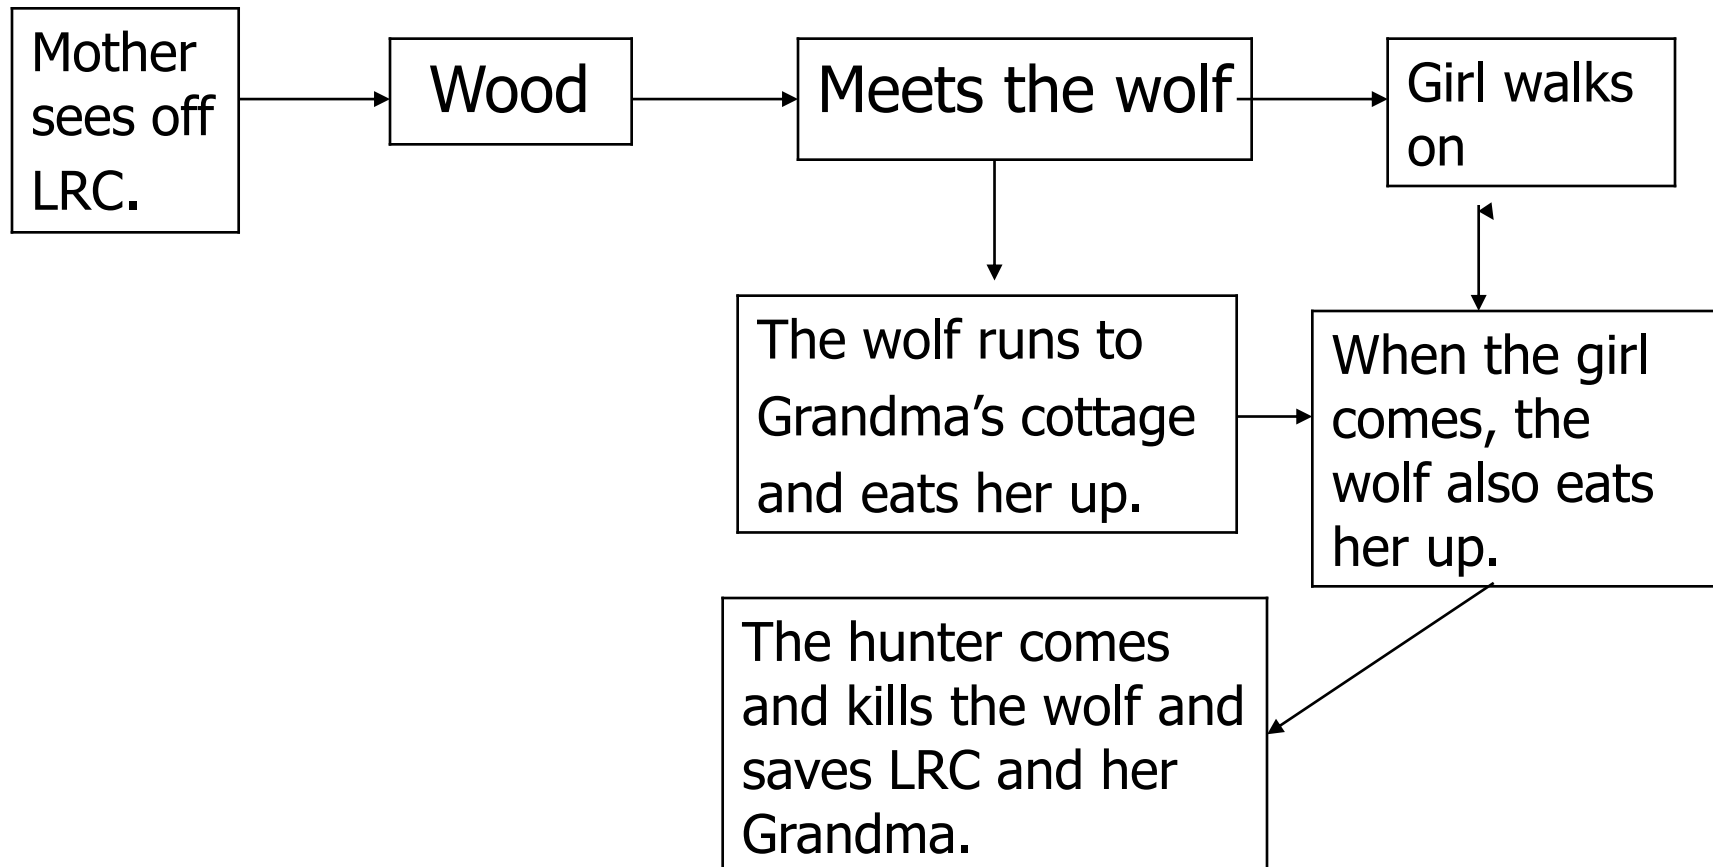 Mother
sees off
LRC.
Wood
Meets the wolf
Girl walks
on
The wolf runs to
Grandma’s cottage
and eats her up.
When the girl
comes, the
wolf also eats
her up.
The hunter comes
and kills the wolf and
saves LRC and her
Grandma.